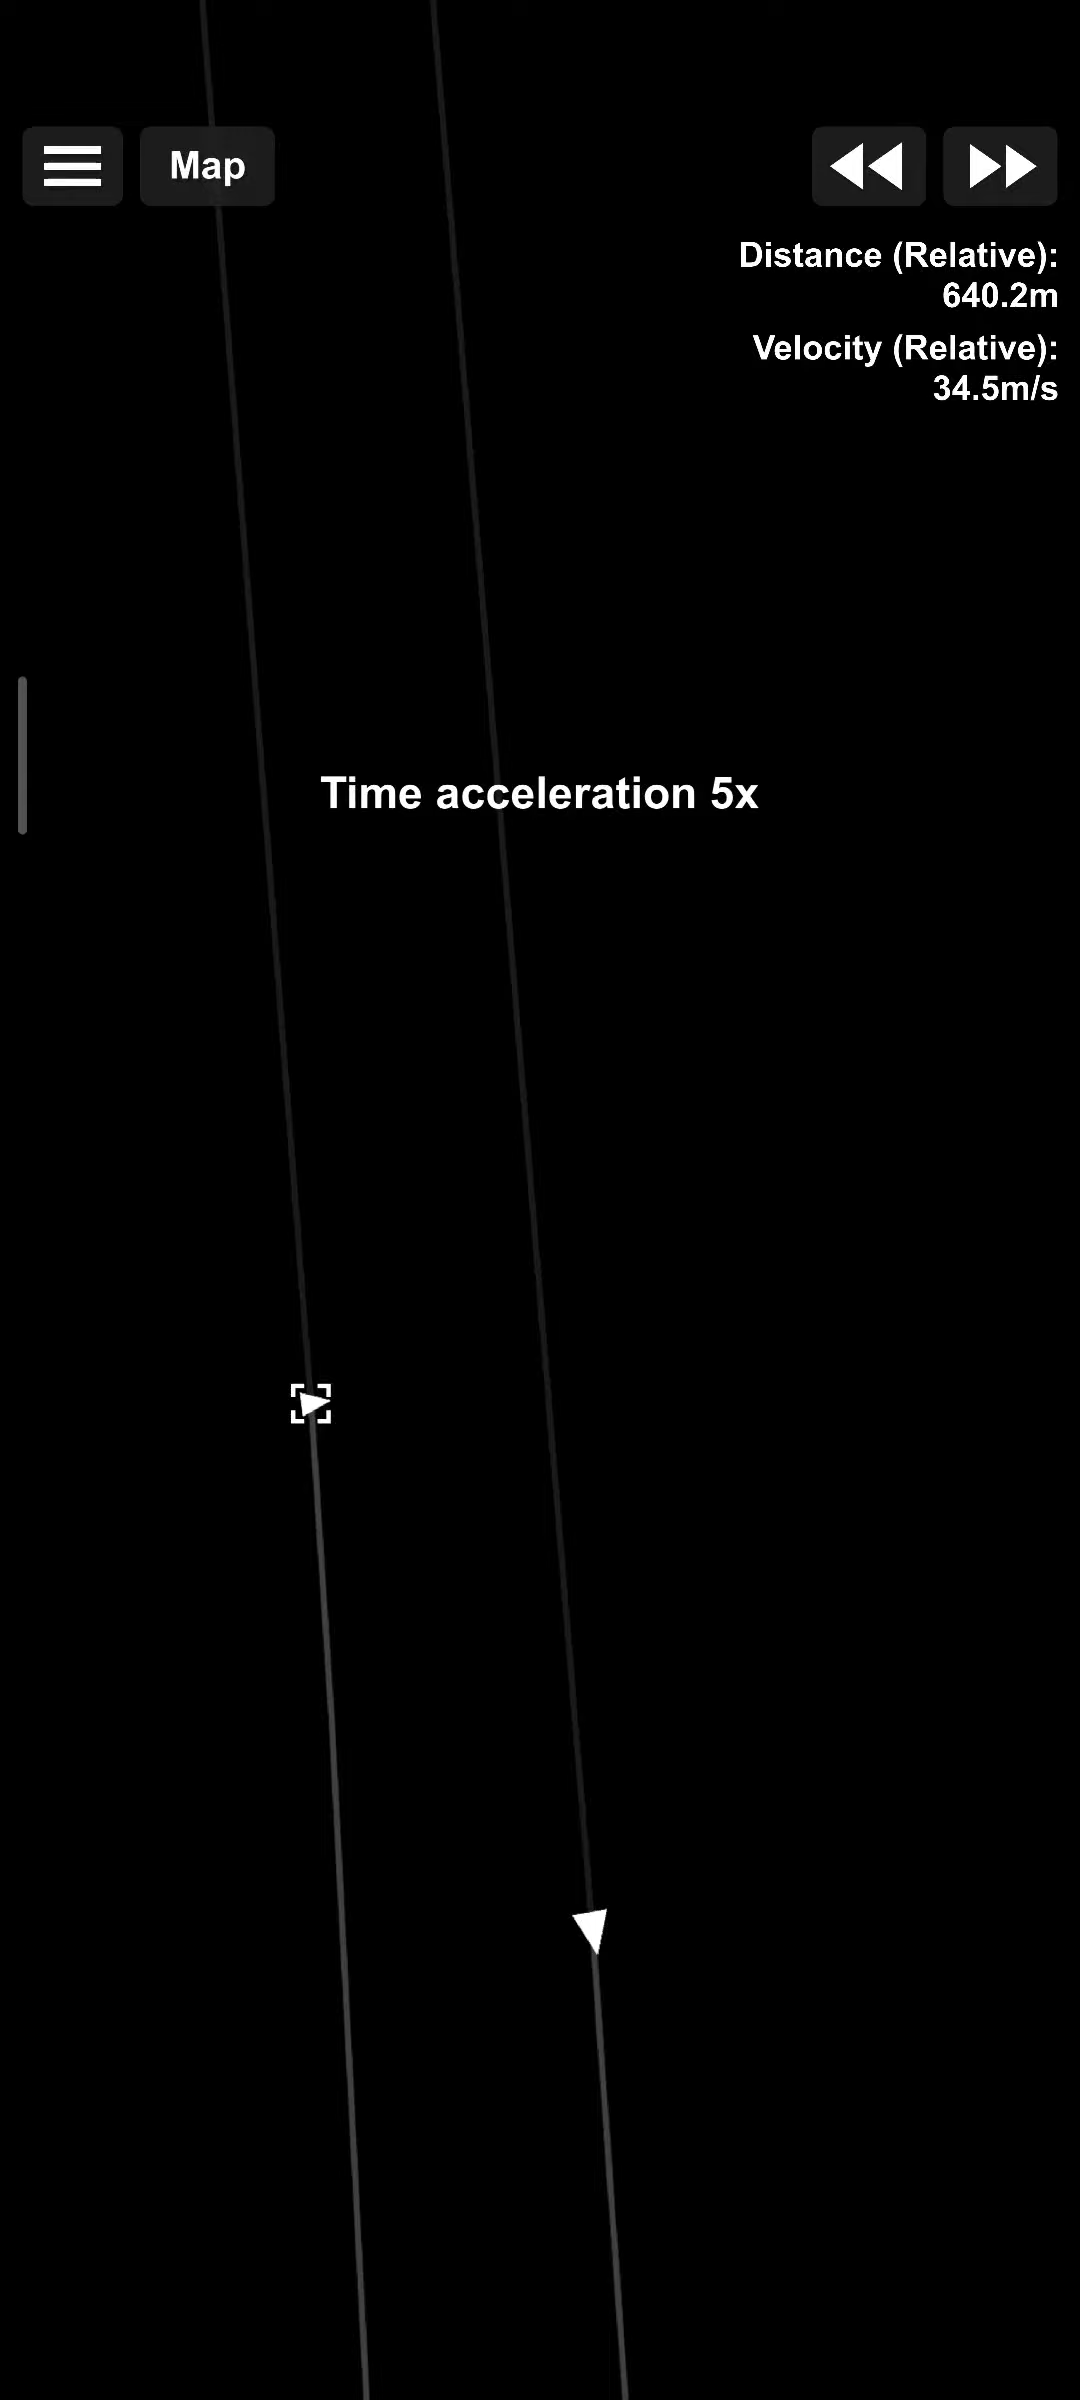 Map
Distance (Relative):
640.2m
Velocity (Relative):
34.5m/s
Time acceleration 5x